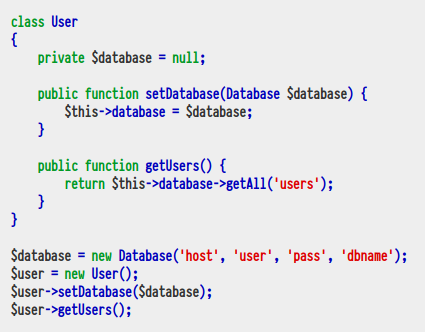 class User
{
    private $database = null;

    public function setDatabase(Database $database) {
        $this->database = $database;
    }

    public function getUsers() {
        return $this->database->getAll('users');
    }
}

$database = new Database('host', 'user', 'pass', 'dbname');
$user = new User();
$user->setDatabase($database);
$user->getUsers();